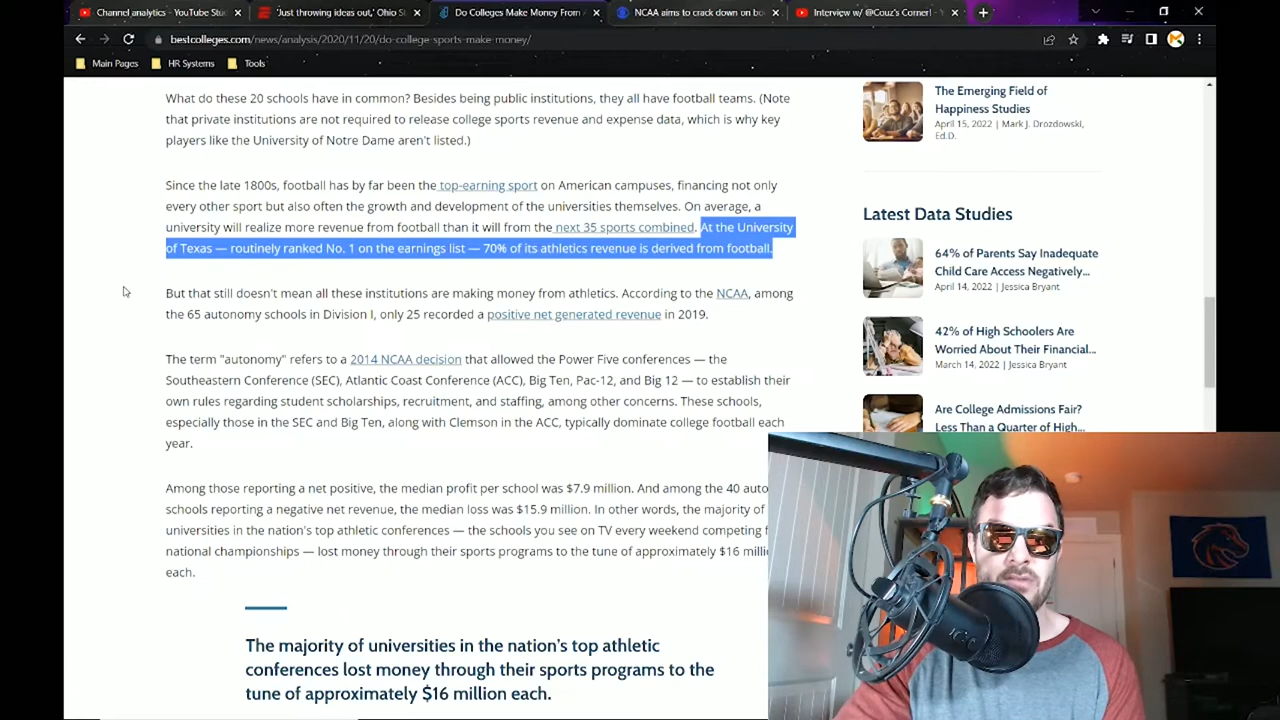 Channel analytics - YouTube Stu
'Just throwing ideas out,' Ohio S
Do Colleges Make Money From
NCAA aims to crack down on bo
Interview w/ @Couz's Corner! -
bestcolleges.com/news/analysis/2020/11/20/do-college-sports-make-money/
Main Pages
HR Systems
Tools
What do these 20 schools have in common? Besides being public institutions, they all have football teams. (Note
that private institutions are not required to release college sports revenue and expense data, which is why key
players like the University of Notre Dame aren't listed.)
Since the late 1800s, football has by far been the top-earning sport on American campuses, financing not only
every other sport but also often the growth and development of the universities themselves. On average, a
university will realize more revenue from football than it will from the next 35 sports combined. At the University
of Texas — routinely ranked No. 1 on the earnings list — 70% of its athletics revenue is derived from football.
But that still doesn't mean all these institutions are making money from athletics. According to the NCAA, among
the 65 autonomy schools in Division I, only 25 recorded a positive net generated revenue in 2019.
The term "autonomy" refers to a 2014 NCAA decision that allowed the Power Five conferences — the
Southeastern Conference (SEC), Atlantic Coast Conference (ACC), Big Ten, Pac-12, and Big 12 — to establish their
own rules regarding student scholarships, recruitment, and staffing, among other concerns. These schools,
especially those in the SEC and Big Ten, along with Clemson in the ACC, typically dominate college football each
year.
Among those reporting a net positive, the median profit per school was $7.9 million. And among the 40 auto
schools reporting a negative net revenue, the median loss was $15.9 million. In other words, the majority of
universities in the nation's top athletic conferences — the schools you see on TV every weekend competing f
national championships — lost money through their sports programs to the tune of approximately $16 milli
each.
The majority of universities in the nation's top athletic
conferences lost money through their sports programs to the
tune of approximately $16 million each.
The Emerging Field of
Happiness Studies
April 15, 2022 | Mark J. Drozdowski,
Ed.D.
Latest Data Studies
64% of Parents Say Inadequate
Child Care Access Negatively...
April 14, 2022 | Jessica Bryant
42% of High Schoolers Are
Worried About Their Financial...
March 14, 2022 | Jessica Bryant
Are College Admissions Fair?
Less Than a Quarter of High...